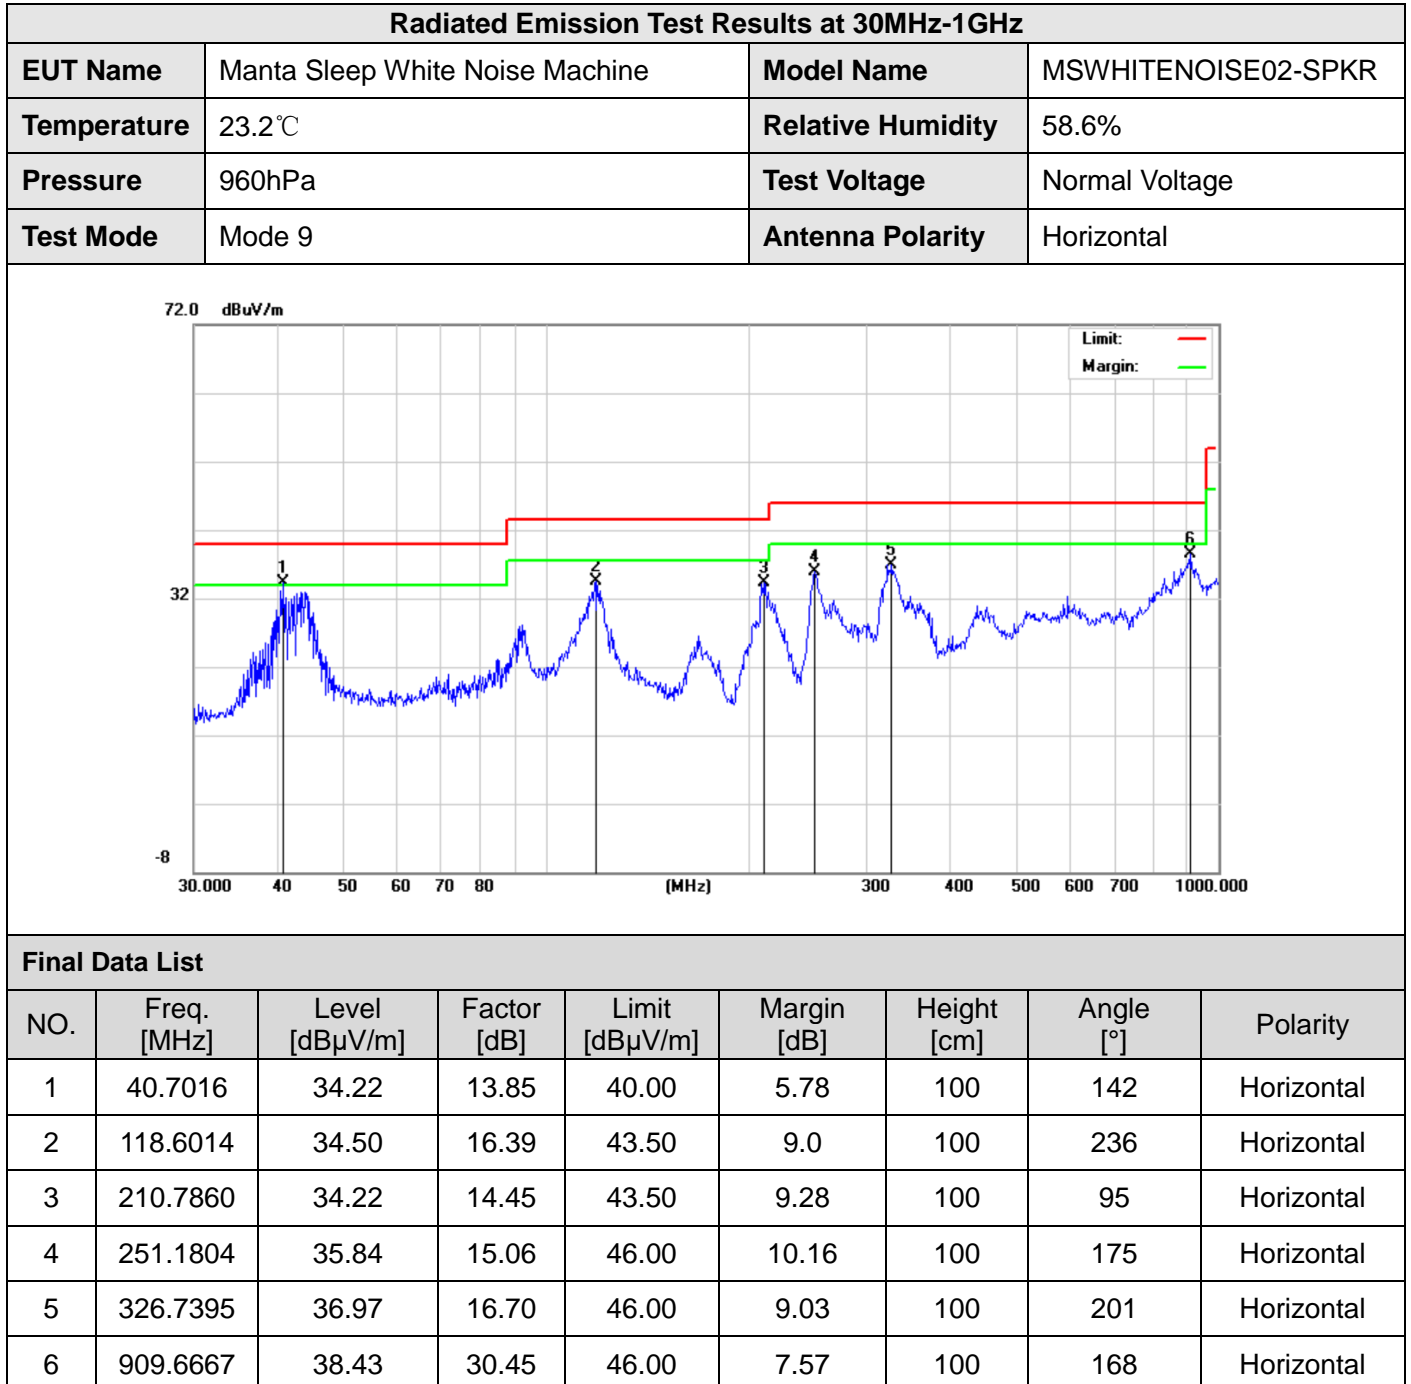 Radiated Emission Test Results at 30MHz-1GHz
EUT Name Manta Sleep White Noise Machine Model Name MSWHITENOISE02-SPKR
Temperature 23.2℃ Relative Humidity 58.6%
Pressure 960hPa Test Voltage Normal Voltage
Test Mode Mode 9 Antenna Polarity Horizontal
72.0 dBuV/m
Limit:
Margin:
1 2 3 4 5 6
32
-8
30.000 40 50 60 70 80 (MHz) 300 400 500 600 700 1000.000
Final Data List
NO. Freq. [MHz] Level [dBµV/m] Factor [dB] Limit [dBµV/m] Margin [dB] Height [cm] Angle [°] Polarity
1 40.7016 34.22 13.85 40.00 5.78 100 142 Horizontal
2 118.6014 34.50 16.39 43.50 9.0 100 236 Horizontal
3 210.7860 34.22 14.45 43.50 9.28 100 95 Horizontal
4 251.1804 35.84 15.06 46.00 10.16 100 175 Horizontal
5 326.7395 36.97 16.70 46.00 9.03 100 201 Horizontal
6 909.6667 38.43 30.45 46.00 7.57 100 168 Horizontal